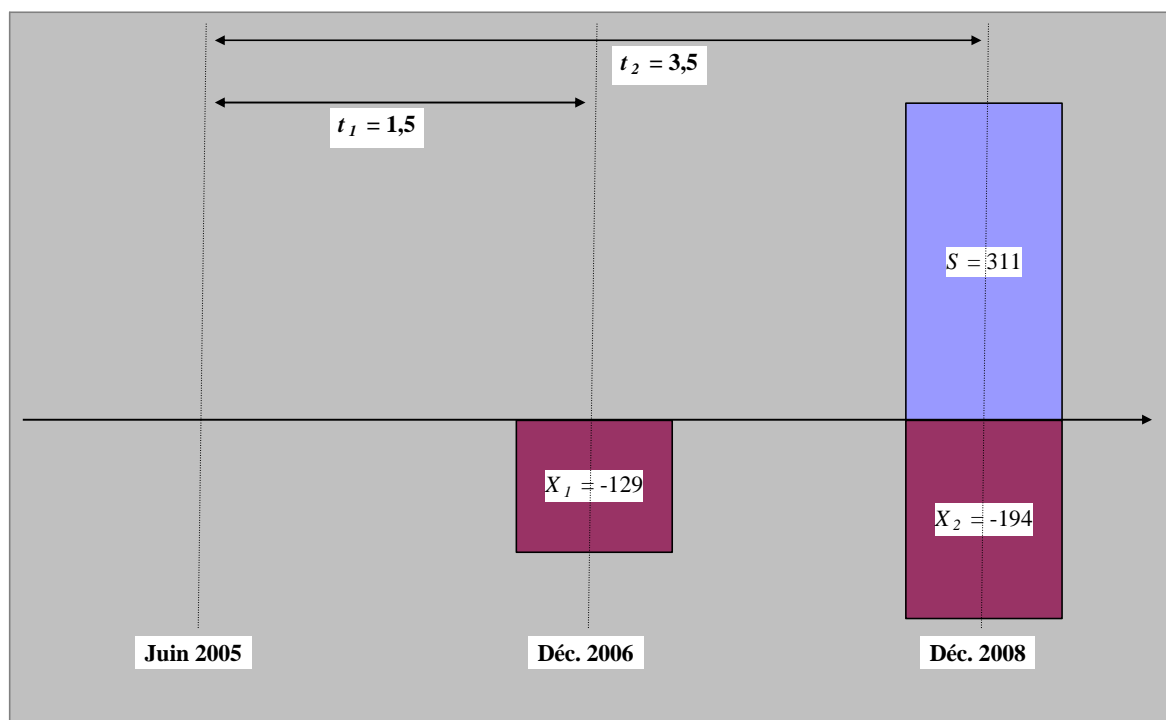 t₂ = 3,5
t₁ = 1,5
S = 311
X₁ = -129
X₂ = -194
Juin 2005
Déc. 2006
Déc. 2008